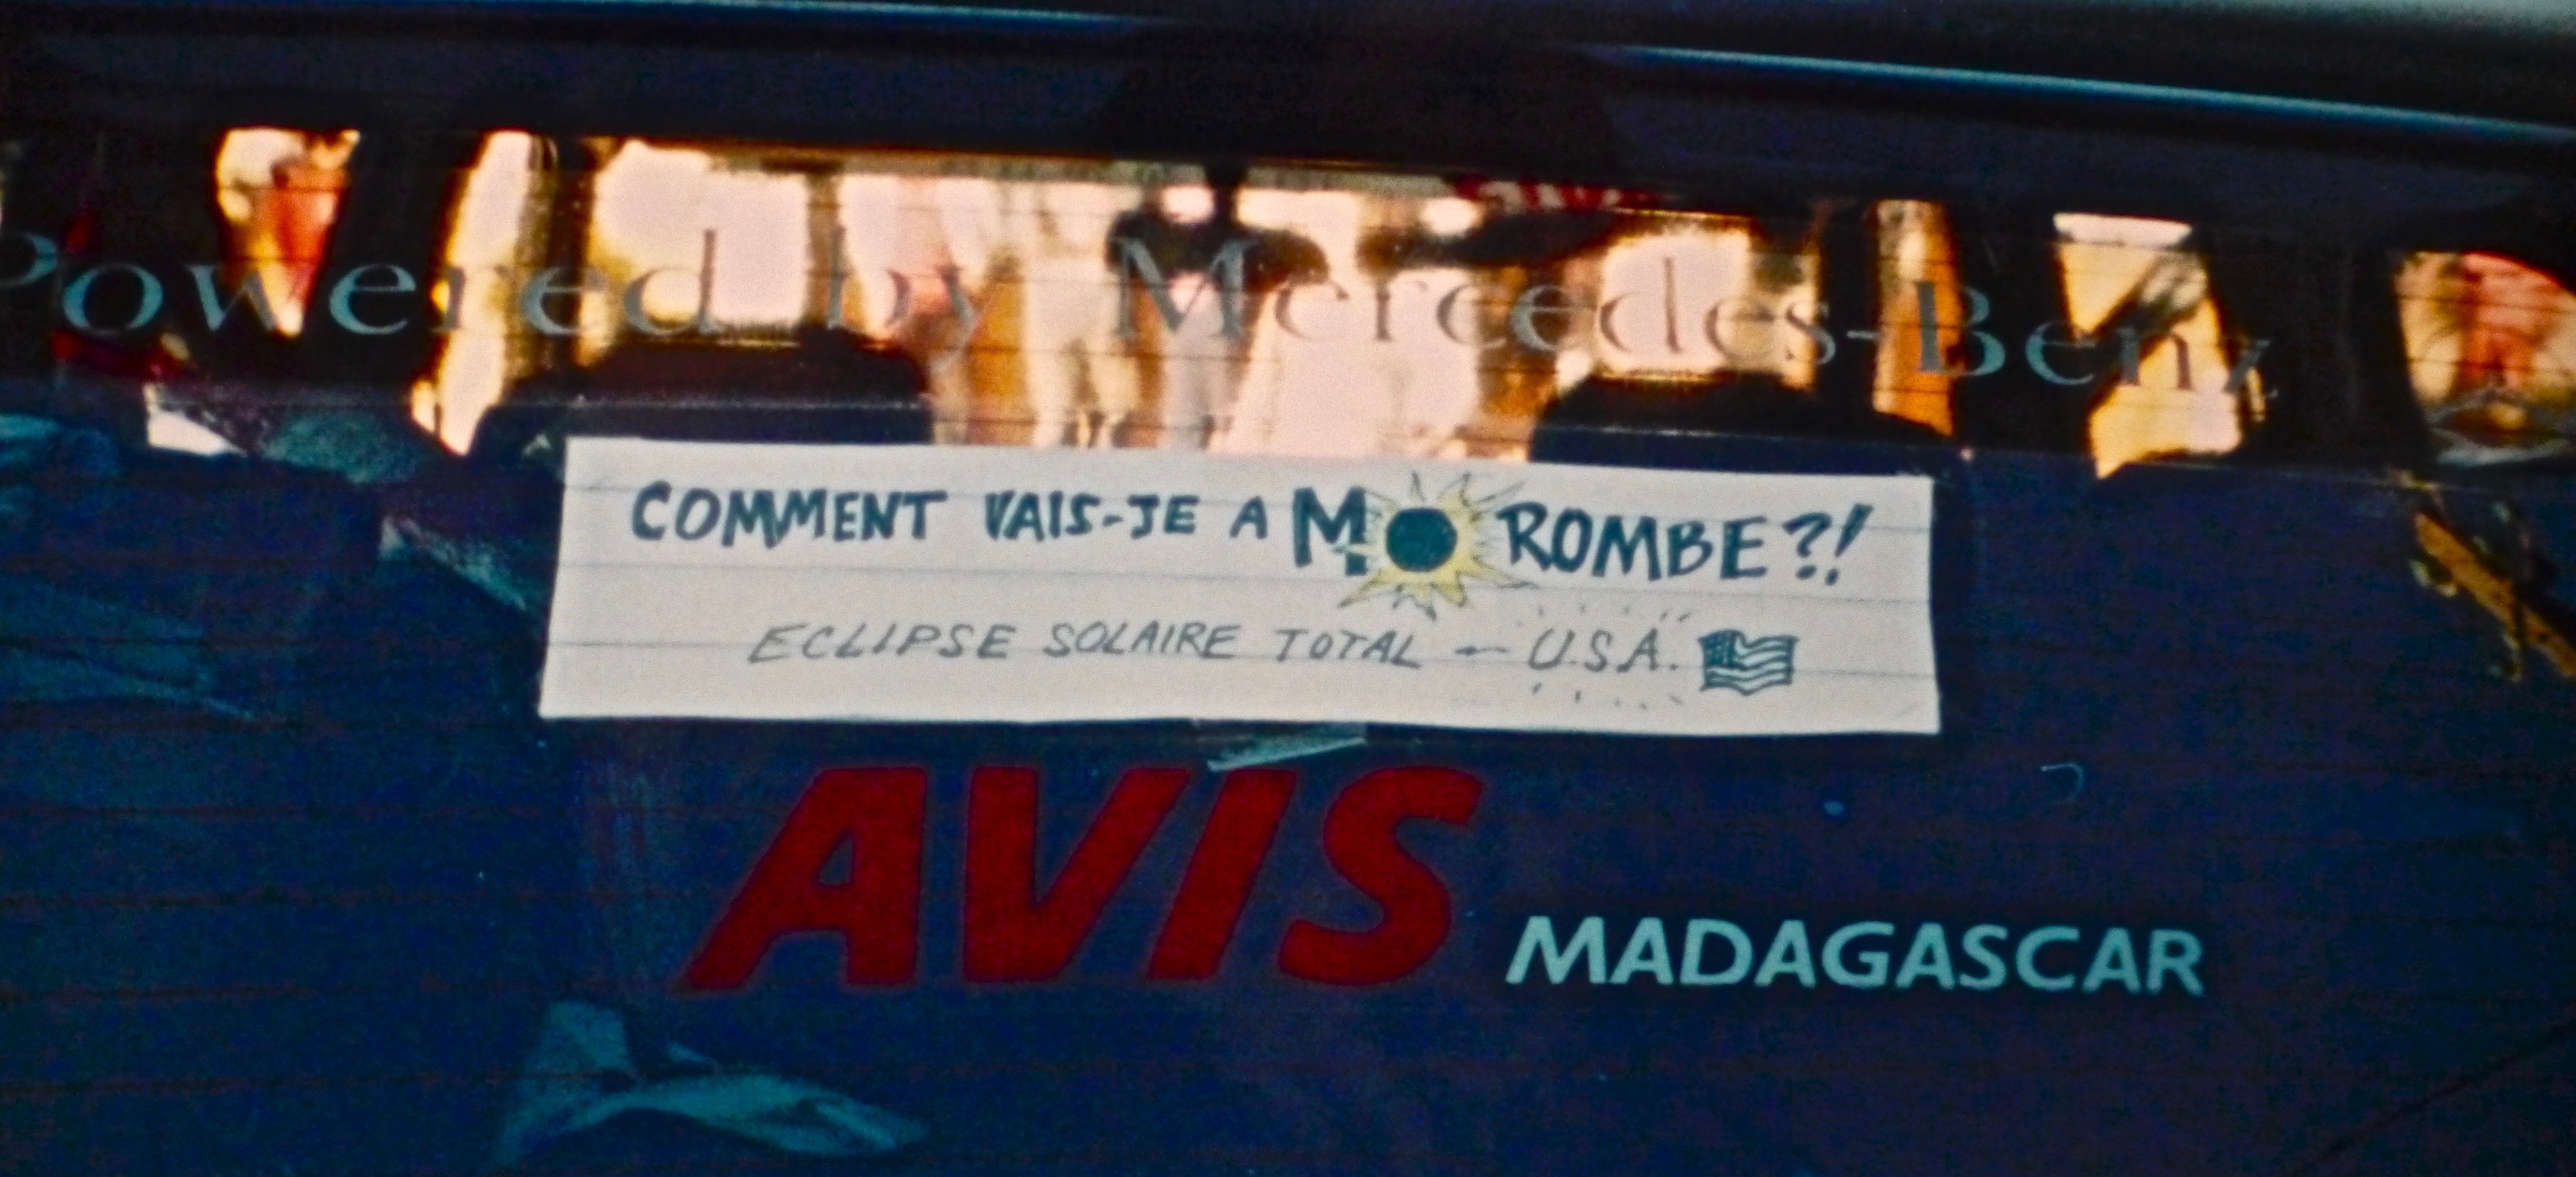 Powered by Mercedes-Benz
COMMENT VAIS-JE A MOROMBE?!
ECLIPSE SOLAIRE TOTAL - U.S.A.
AVIS MADAGASCAR